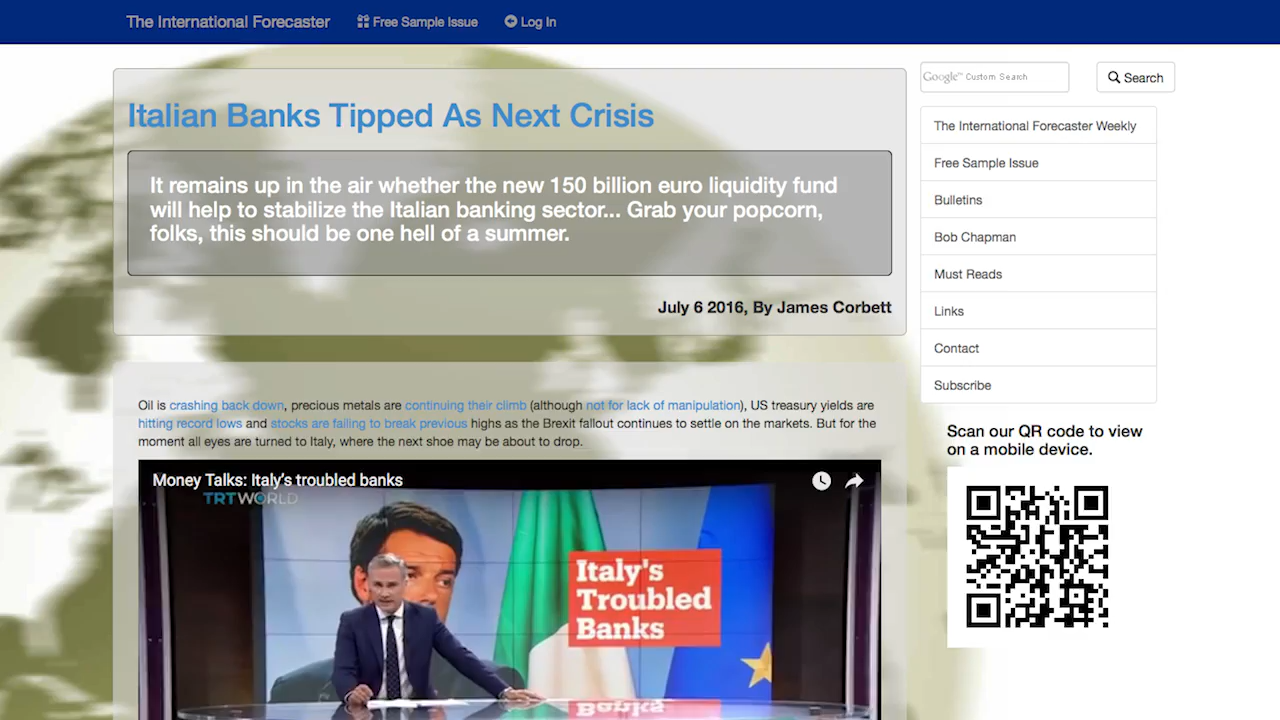 The International Forecaster
Free Sample Issue
Log In
Italian Banks Tipped As Next Crisis
It remains up in the air whether the new 150 billion euro liquidity fund
will help to stabilize the Italian banking sector... Grab your popcorn,
folks, this should be one hell of a summer.
July 6 2016, By James Corbett
Oil is crashing back down, precious metals are continuing their climb (although not for lack of manipulation), US treasury yields are
hitting record lows and stocks are failing to break previous highs as the Brexit fallout continues to settle on the markets. But for the
moment all eyes are turned to Italy, where the next shoe may be about to drop.
Money Talks: Italy's troubled banks
TRTWORLD
Italy's
Troubled
Banks
Google™ Custom Search
Search
The International Forecaster Weekly
Free Sample Issue
Bulletins
Bob Chapman
Must Reads
Links
Contact
Subscribe
Scan our QR code to view
on a mobile device.